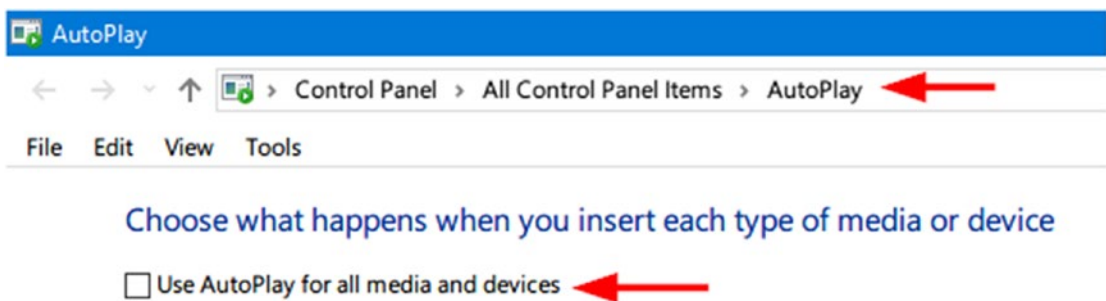 AutoPlay
Control Panel > All Control Panel Items > AutoPlay
File Edit View Tools
Choose what happens when you insert each type of media or device
Use AutoPlay for all media and devices